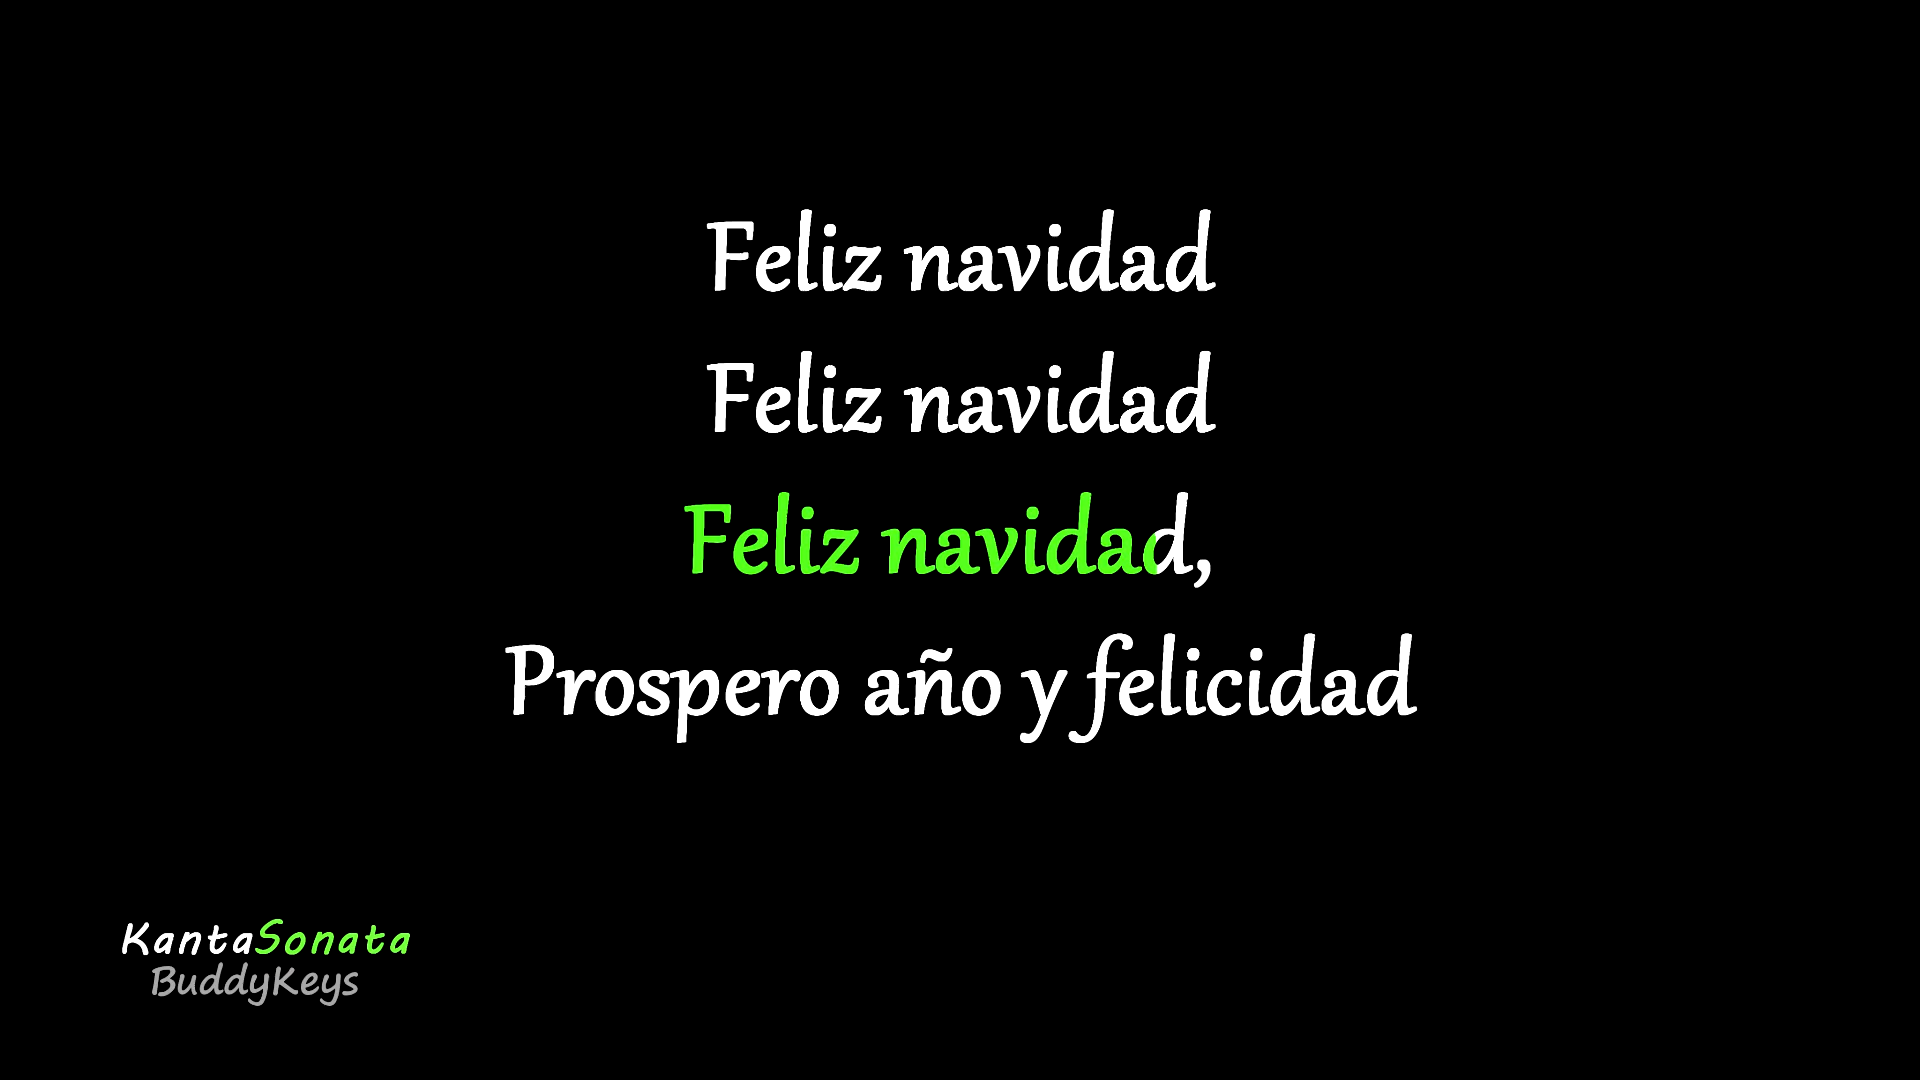 Feliz navidad
Feliz navidad
Feliz navidad,
Prospero año y felicidad
KantaSonata
BuddyKeys